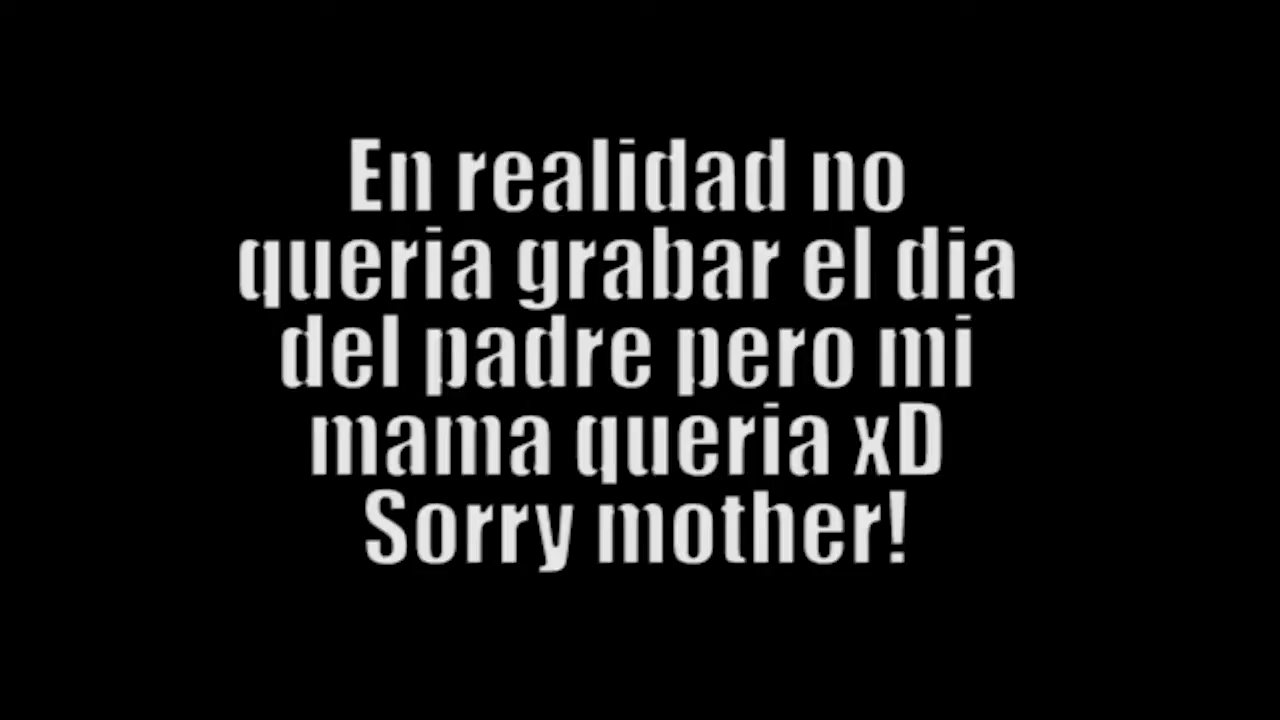 En realidad no
queria grabar el dia
del padre pero mi
mama queria xD
Sorry mother!